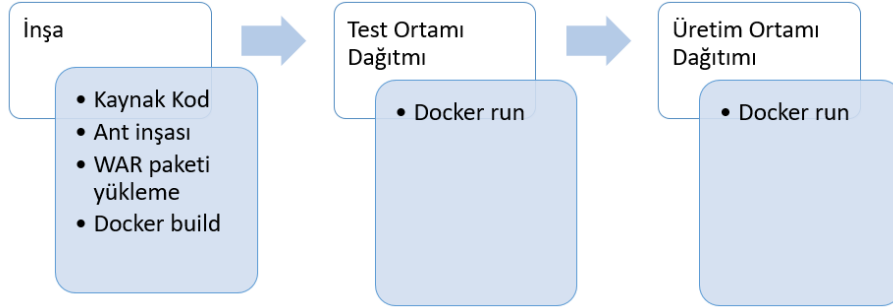 İnşa
• Kaynak Kod
• Ant inşası
• WAR paketi
yükleme
• Docker build
Test Ortamı
Dağıtmı
• Docker run
Üretim Ortamı
Dağıtımı
• Docker run